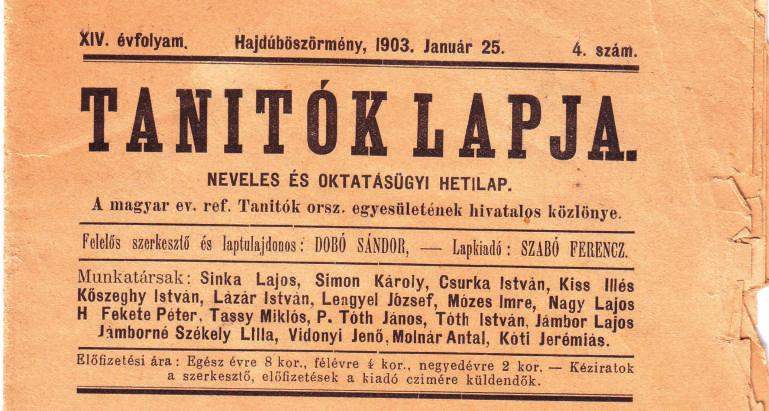 XIV. évfolyam. Hajdúböszörmény, 1903. Január 25. 4. szám.
TANITÓK LAPJA.
NEVELES ÉS OKTATÁSÜGYI HETILAP.
A magyar ev. ref. Tanitók orsz. egyesületének hivatalos közlönye.
Felelős szerkesztő és laptulajdonos: DOBÓ SÁNDOR, — Lapkiadó: SZABÓ FERENCZ.
Munkatársak: Sinka Lajos, Simon Károly, Csurka István, Kiss Illés
Kőszeghy István, Lázár István, Lengyel József, Mózes Imre, Nagy Lajos
H Fekete Péter, Tassy Miklós, P. Tóth János, Tóth István, Jámbor Lajos
Jámborné Székely LIlla, Vidonyi Jenő, Molnár Antal, Kóti Jerémiás.
Előfizetési ára: Egész évre 8 kor., félévre 4 kor., negyedévre 2 kor. — Kéziratok
a szerkesztő, előfizetések a kiadó czimére küldendők.